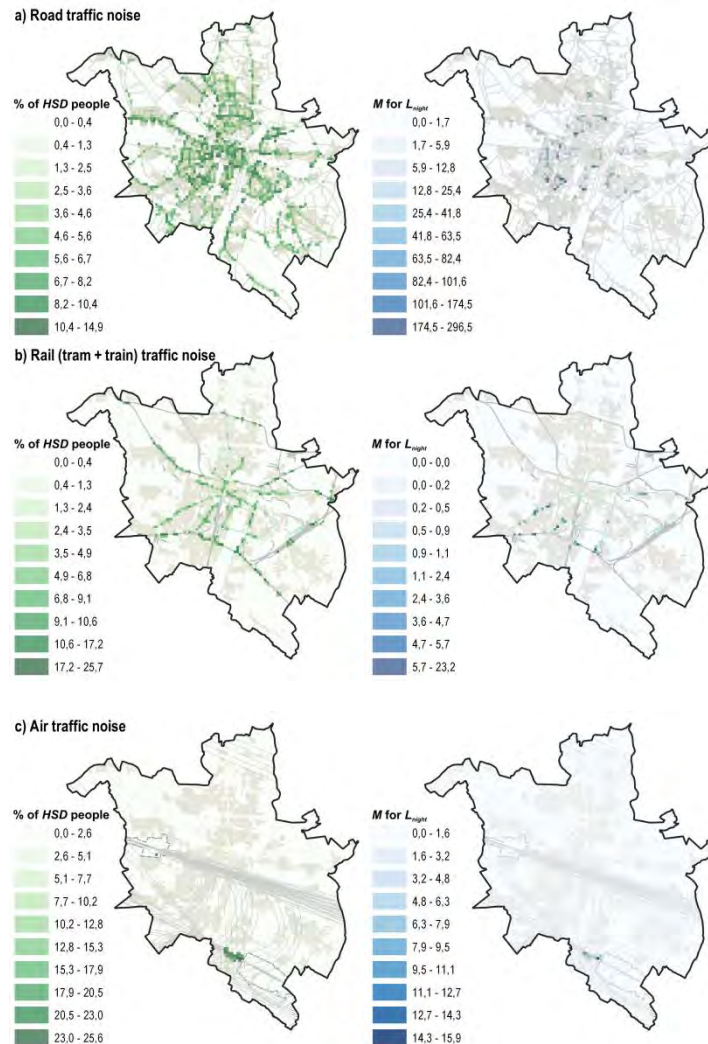 a) Road traffic noise
% of HSD people
0,0 - 0,4
0,4 - 1,3
1,3 - 2,5
2,5 - 3,6
3,6 - 4,6
4,6 - 5,6
5,6 - 6,7
6,7 - 8,2
8,2 - 10,4
10,4 - 14,9
M for Lnight
0,0 - 1,7
1,7 - 5,9
5,9 - 12,8
12,8 - 25,4
25,4 - 41,8
41,8 - 63,5
63,5 - 82,4
82,4 - 101,6
101,6 - 174,5
174,5 - 296,5
b) Rail (tram + train) traffic noise
% of HSD people
0,0 - 0,4
0,4 - 1,3
1,3 - 2,4
2,4 - 3,5
3,5 - 4,9
4,9 - 6,8
6,8 - 9,1
9,1 - 10,6
10,6 - 17,2
17,2 - 25,7
M for Lnight
0,0 - 0,0
0,0 - 0,2
0,2 - 0,5
0,5 - 0,9
0,9 - 1,1
1,1 - 2,4
2,4 - 3,6
3,6 - 4,7
4,7 - 5,7
5,7 - 23,2
c) Air traffic noise
% of HSD people
0,0 - 2,6
2,6 - 5,1
5,1 - 7,7
7,7 - 10,2
10,2 - 12,8
12,8 - 15,3
15,3 - 17,9
17,9 - 20,5
20,5 - 23,0
23,0 - 25,6
M for Lnight
0,0 - 1,6
1,6 - 3,2
3,2 - 4,8
4,8 - 6,3
6,3 - 7,9
7,9 - 9,5
9,5 - 11,1
11,1 - 12,7
12,7 - 14,3
14,3 - 15,9